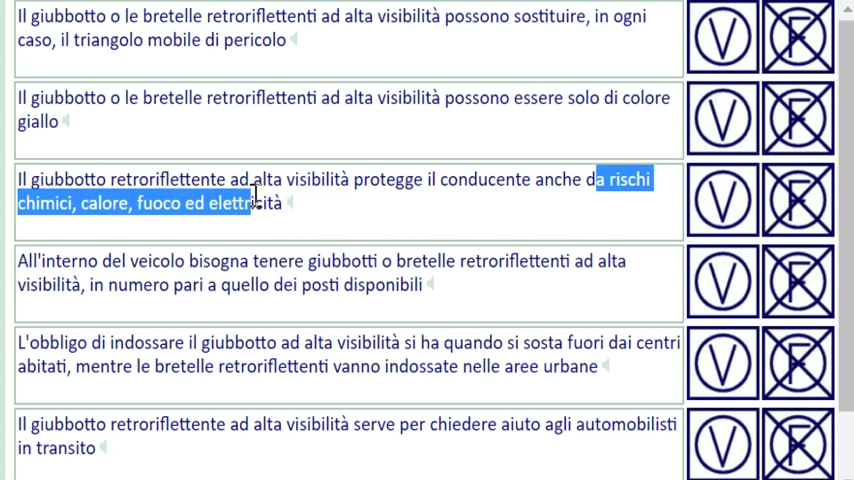 Il giubbotto o le bretelle retroriflettenti ad alta visibilità possono sostituire, in ogni
caso, il triangolo mobile di pericolo
V F
Il giubbotto o le bretelle retroriflettenti ad alta visibilità possono essere solo di colore
giallo
V F
Il giubbotto retroriflettente ad alta visibilità protegge il conducente anche da rischi
chimici, calore, fuoco ed elettricità
V F
All'interno del veicolo bisogna tenere giubbotti o bretelle retroriflettenti ad alta
visibilità, in numero pari a quello dei posti disponibili
V F
L'obbligo di indossare il giubbotto ad alta visibilità si ha quando si sosta fuori dai centri
abitati, mentre le bretelle retroriflettenti vanno indossate nelle aree urbane
V F
Il giubbotto retroriflettente ad alta visibilità serve per chiedere aiuto agli automobilisti
in transito
V F